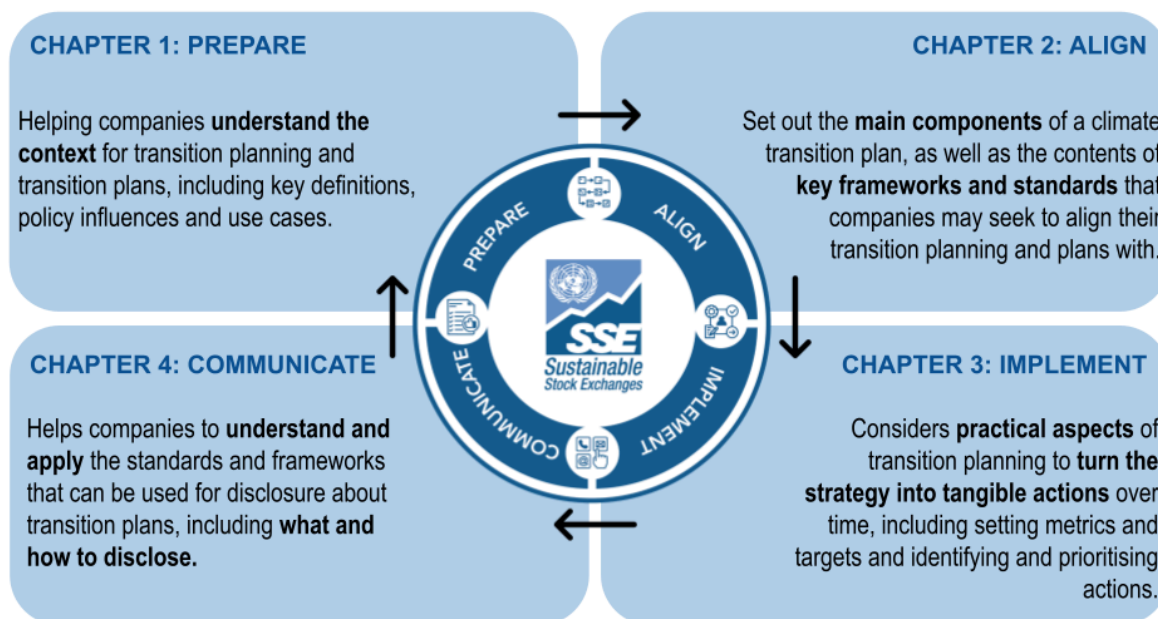 CHAPTER 1: PREPARE
Helping companies understand the
context for transition planning and
transition plans, including key definitions,
policy influences and use cases.
CHAPTER 2: ALIGN
Set out the main components of a climate
transition plan, as well as the contents of
key frameworks and standards that
companies may seek to align their
transition planning and plans with.
PREPARE
ALIGN
IMPLEMENT
COMMUNICATE
SSE
Sustainable
Stock Exchanges
CHAPTER 3: IMPLEMENT
Considers practical aspects of
transition planning to turn the
strategy into tangible actions over
time, including setting metrics and
targets and identifying and prioritising
actions.
CHAPTER 4: COMMUNICATE
Helps companies to understand and
apply the standards and frameworks
that can be used for disclosure about
transition plans, including what and
how to disclose.